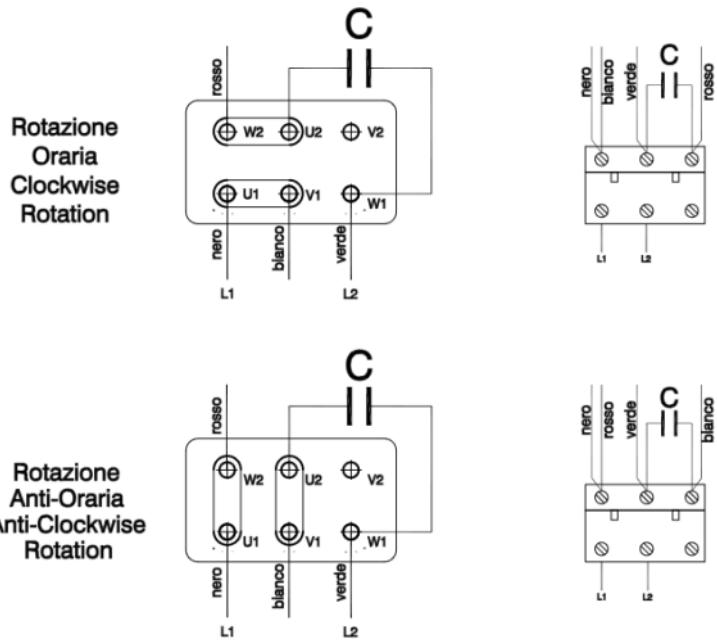 C
rosso
W2
U2
V2
Rotazione
Oraria
Clockwise
Rotation
U1
V1
W1
nero
bianco
verde
L1
L2
nero
bianco
verde
C
rosso
L1
L2
C
rosso
W2
U2
V2
Rotazione
Anti-Oraria
Anti-Clockwise
Rotation
U1
V1
W1
nero
bianco
verde
L1
L2
nero
rosso
verde
C
bianco
L1
L2